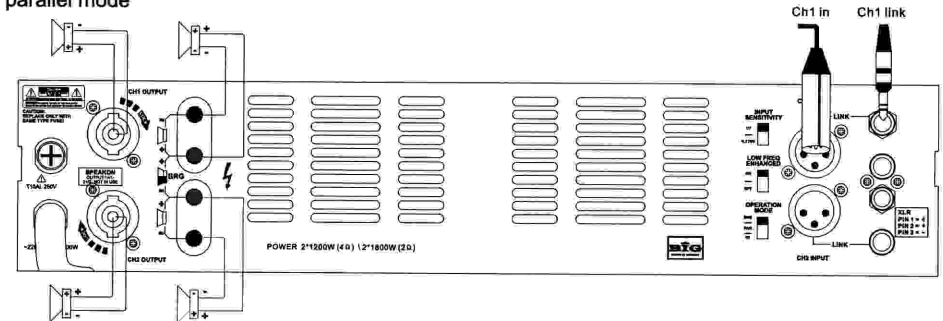 parallel mode
Ch1 in
Ch1 link
CH1 OUTPUT
CAUTION:
REPLACE ONLY WITH
SAME TYPE FUSE!
T10AL 250V
SPEAKON
BRG
CH2 OUTPUT
POWER 2*1200W (4Ω) \2*1800W (2Ω)
BIG
INPUT
SENSITIVITY
LOW FREQ
ENHANCED
OPERATION
MODE
LINK
LINK
CH2 INPUT
XLR
PIN 1 =
PIN 2 = +
PIN 3 = -